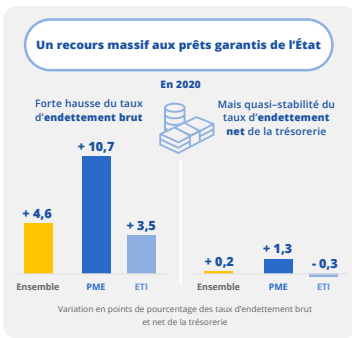 Un recours massif aux prêts garantis de l’État
En 2020
Forte hausse du taux
d’endettement brut
Mais quasi–stabilité du
taux d’endettement
net de la trésorerie
+ 4,6
+ 10,7
+ 3,5
+ 0,2
+ 1,3
- 0,3
Ensemble
PME
ETI
Ensemble
PME
ETI
Variation en points de pourcentage des taux d’endettement brut
et net de la trésorerie